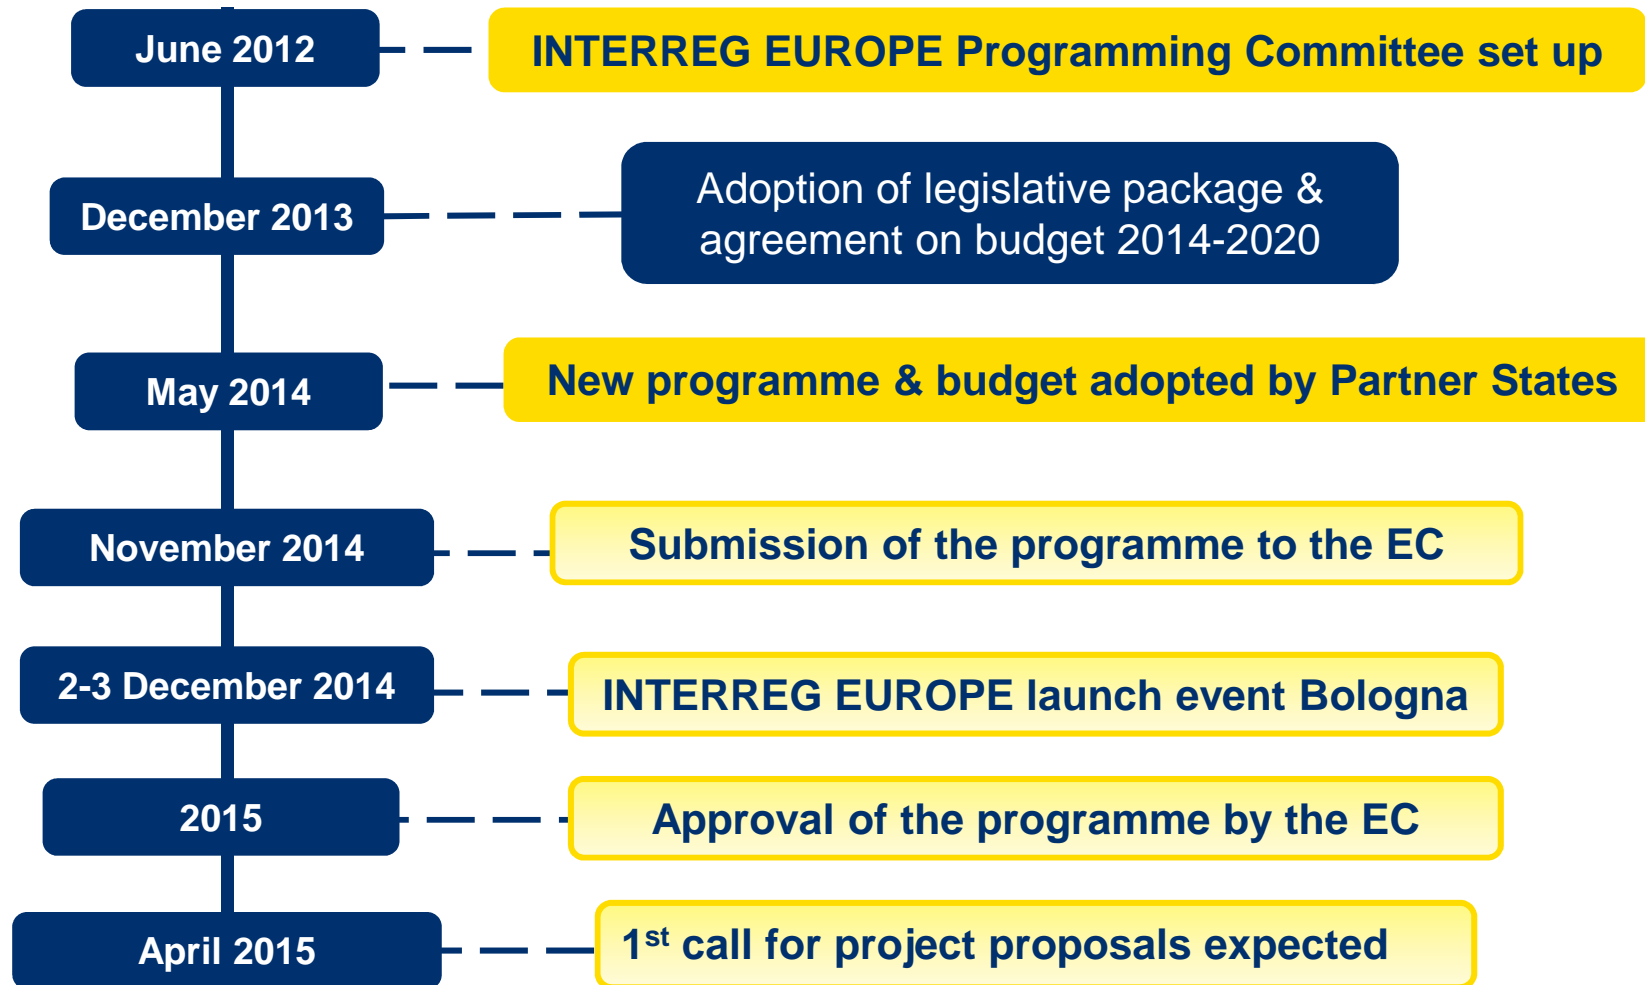 June 2012
INTERREG EUROPE Programming Committee set up
December 2013
Adoption of legislative package &
agreement on budget 2014-2020
May 2014
New programme & budget adopted by Partner States
November 2014
Submission of the programme to the EC
2-3 December 2014
INTERREG EUROPE launch event Bologna
2015
Approval of the programme by the EC
April 2015
1st call for project proposals expected